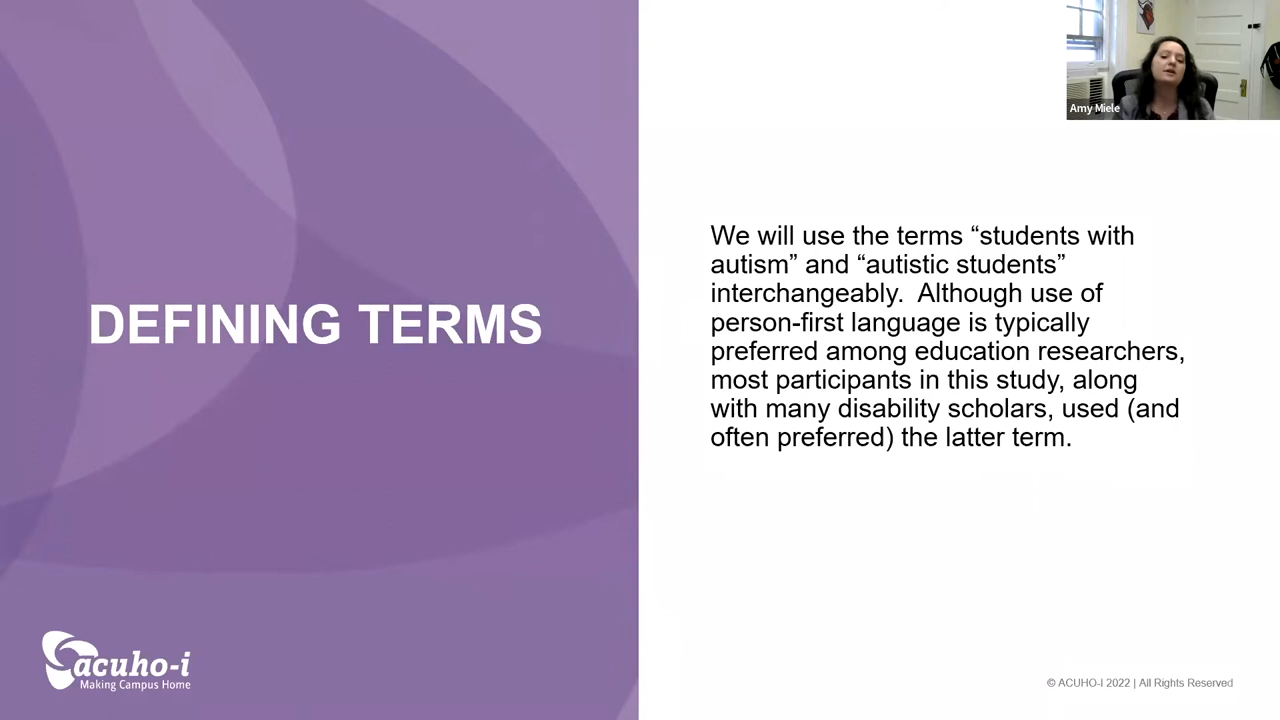 Amy Miele
DEFINING TERMS
We will use the terms “students with
autism” and “autistic students”
interchangeably.  Although use of
person-first language is typically
preferred among education researchers,
most participants in this study, along
with many disability scholars, used (and
often preferred) the latter term.
acuho-i
Making Campus Home
© ACUHO-I 2022 | All Rights Reserved